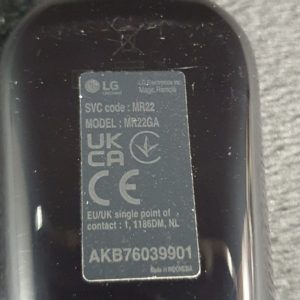 LG
LG Electronics Inc.
Magic Remote
SVC code : MR22
MODEL : MR22GA
UK
CA
CE
EU/UK single point of
contact : 1, 1186DM, NL
AKB76039901
Made in INDONESIA